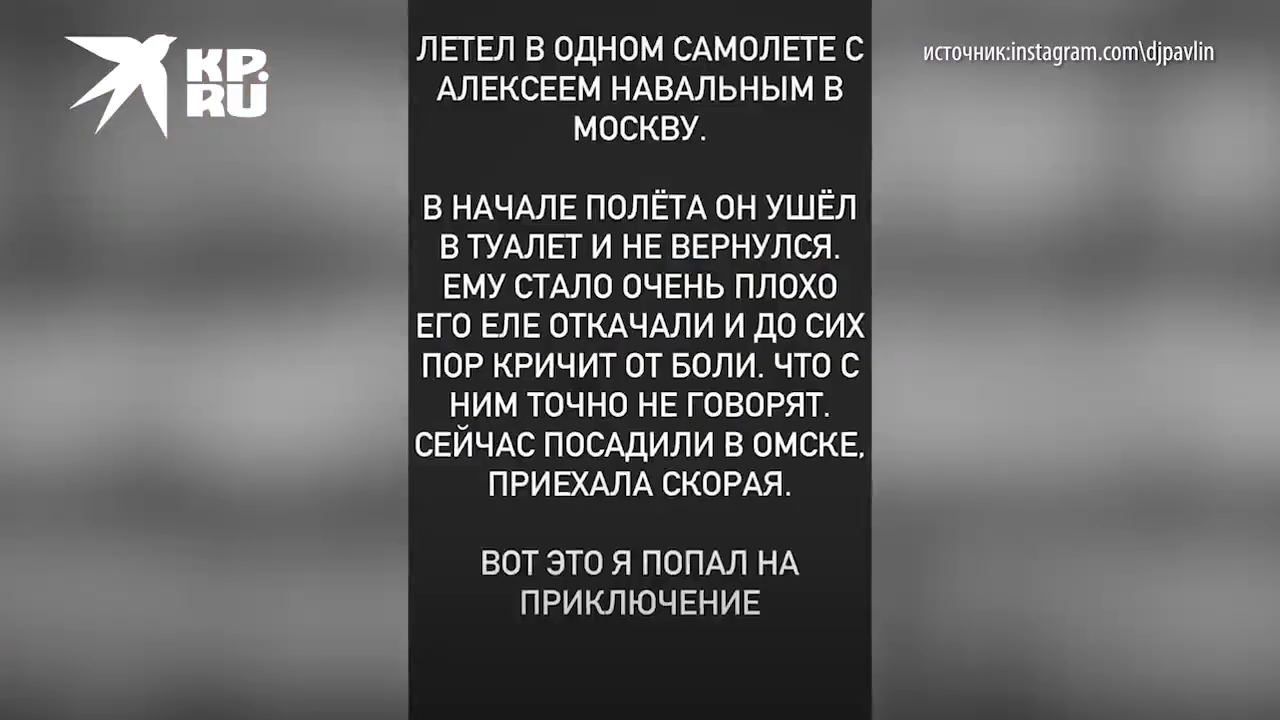 KP.
RU
источник:instagram.com\djpavlin
ЛЕТЕЛ В ОДНОМ САМОЛЕТЕ С
АЛЕКСЕЕМ НАВАЛЬНЫМ В
МОСКВУ.
В НАЧАЛЕ ПОЛЁТА ОН УШЁЛ
В ТУАЛЕТ И НЕ ВЕРНУЛСЯ.
ЕМУ СТАЛО ОЧЕНЬ ПЛОХО
ЕГО ЕЛЕ ОТКАЧАЛИ И ДО СИХ
ПОР КРИЧИТ ОТ БОЛИ. ЧТО С
НИМ ТОЧНО НЕ ГОВОРЯТ.
СЕЙЧАС ПОСАДИЛИ В ОМСКЕ,
ПРИЕХАЛА СКОРАЯ.
ВОТ ЭТО Я ПОПАЛ НА
ПРИКЛЮЧЕНИЕ